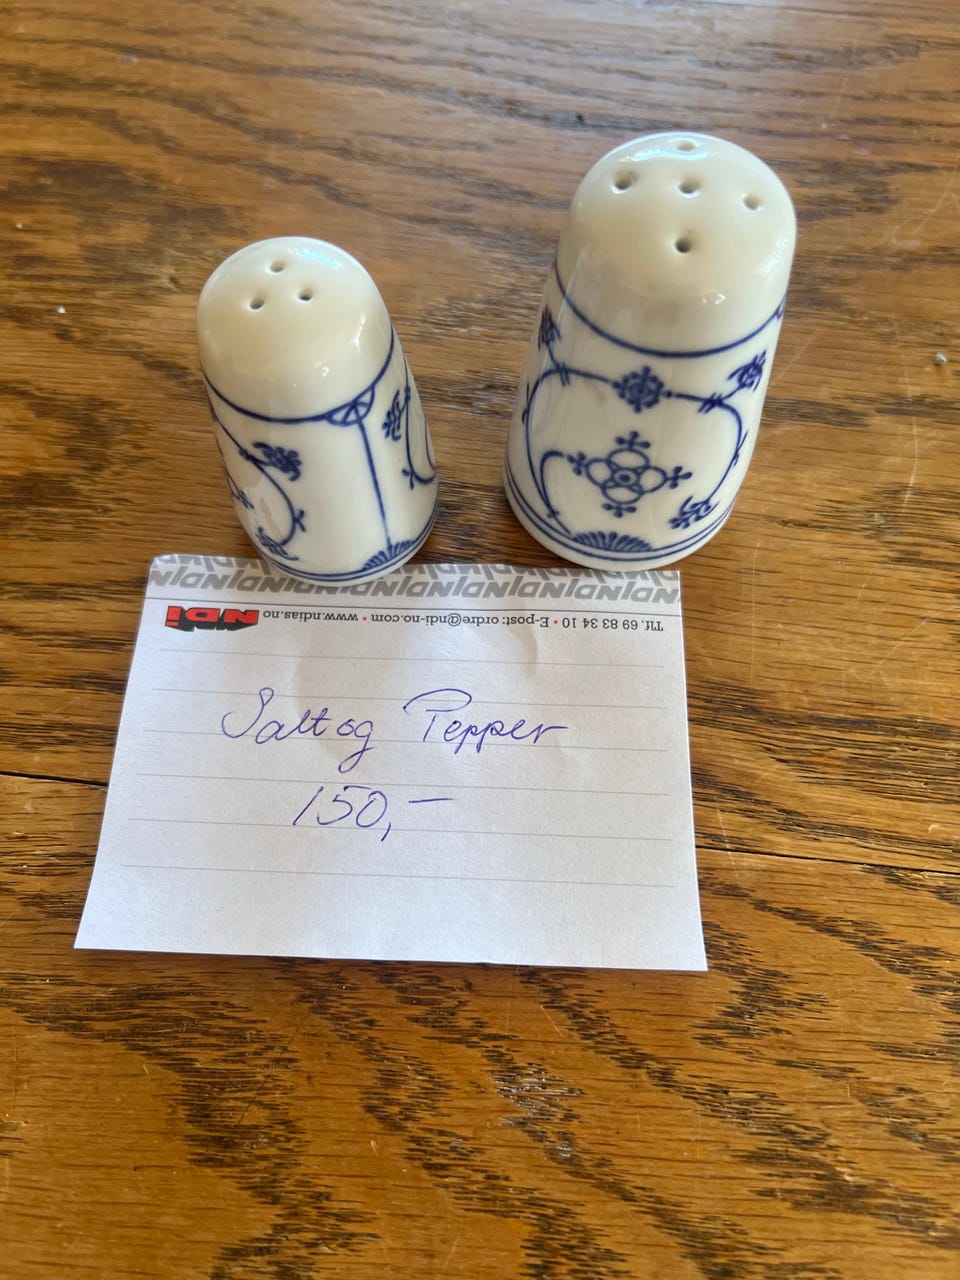 NDI
Tlf. 69 83 34 10 • E-post: ordre@ndi-no.com • www.ndias.no
Salt og Pepper
150,-